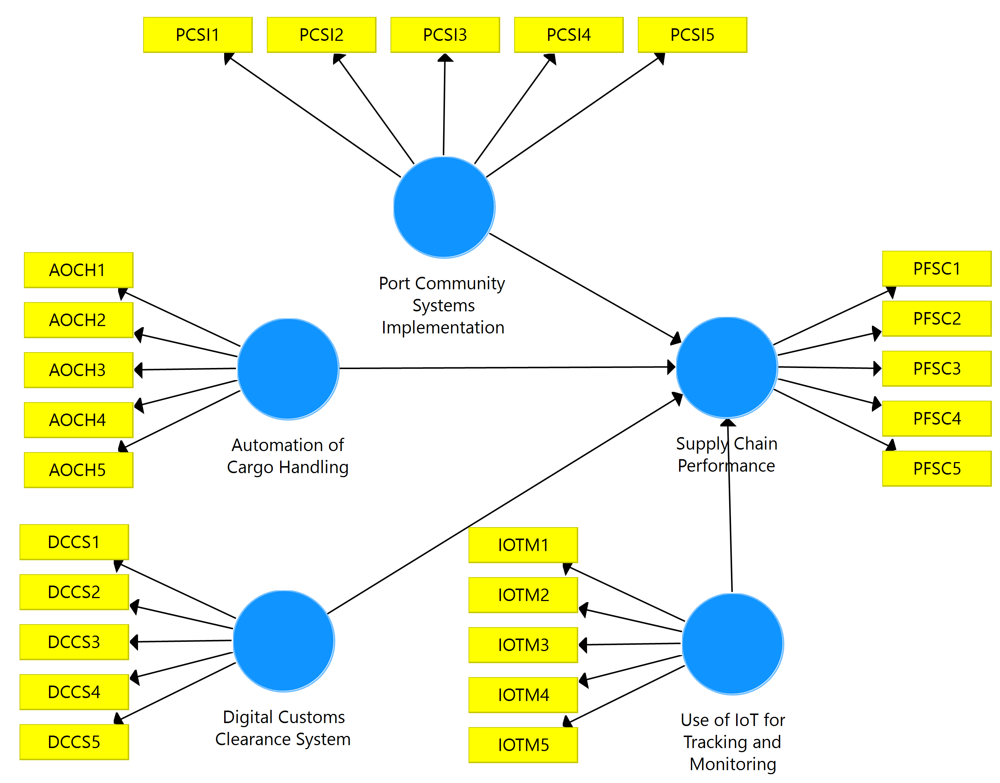 PCSI1
PCSI2
PCSI3
PCSI4
PCSI5
Port Community
Systems
Implementation
AOCH1
AOCH2
AOCH3
AOCH4
AOCH5
Automation of
Cargo Handling
PFSC1
PFSC2
PFSC3
PFSC4
PFSC5
Supply Chain
Performance
DCCS1
DCCS2
DCCS3
DCCS4
DCCS5
Digital Customs
Clearance System
IOTM1
IOTM2
IOTM3
IOTM4
IOTM5
Use of IoT for
Tracking and
Monitoring